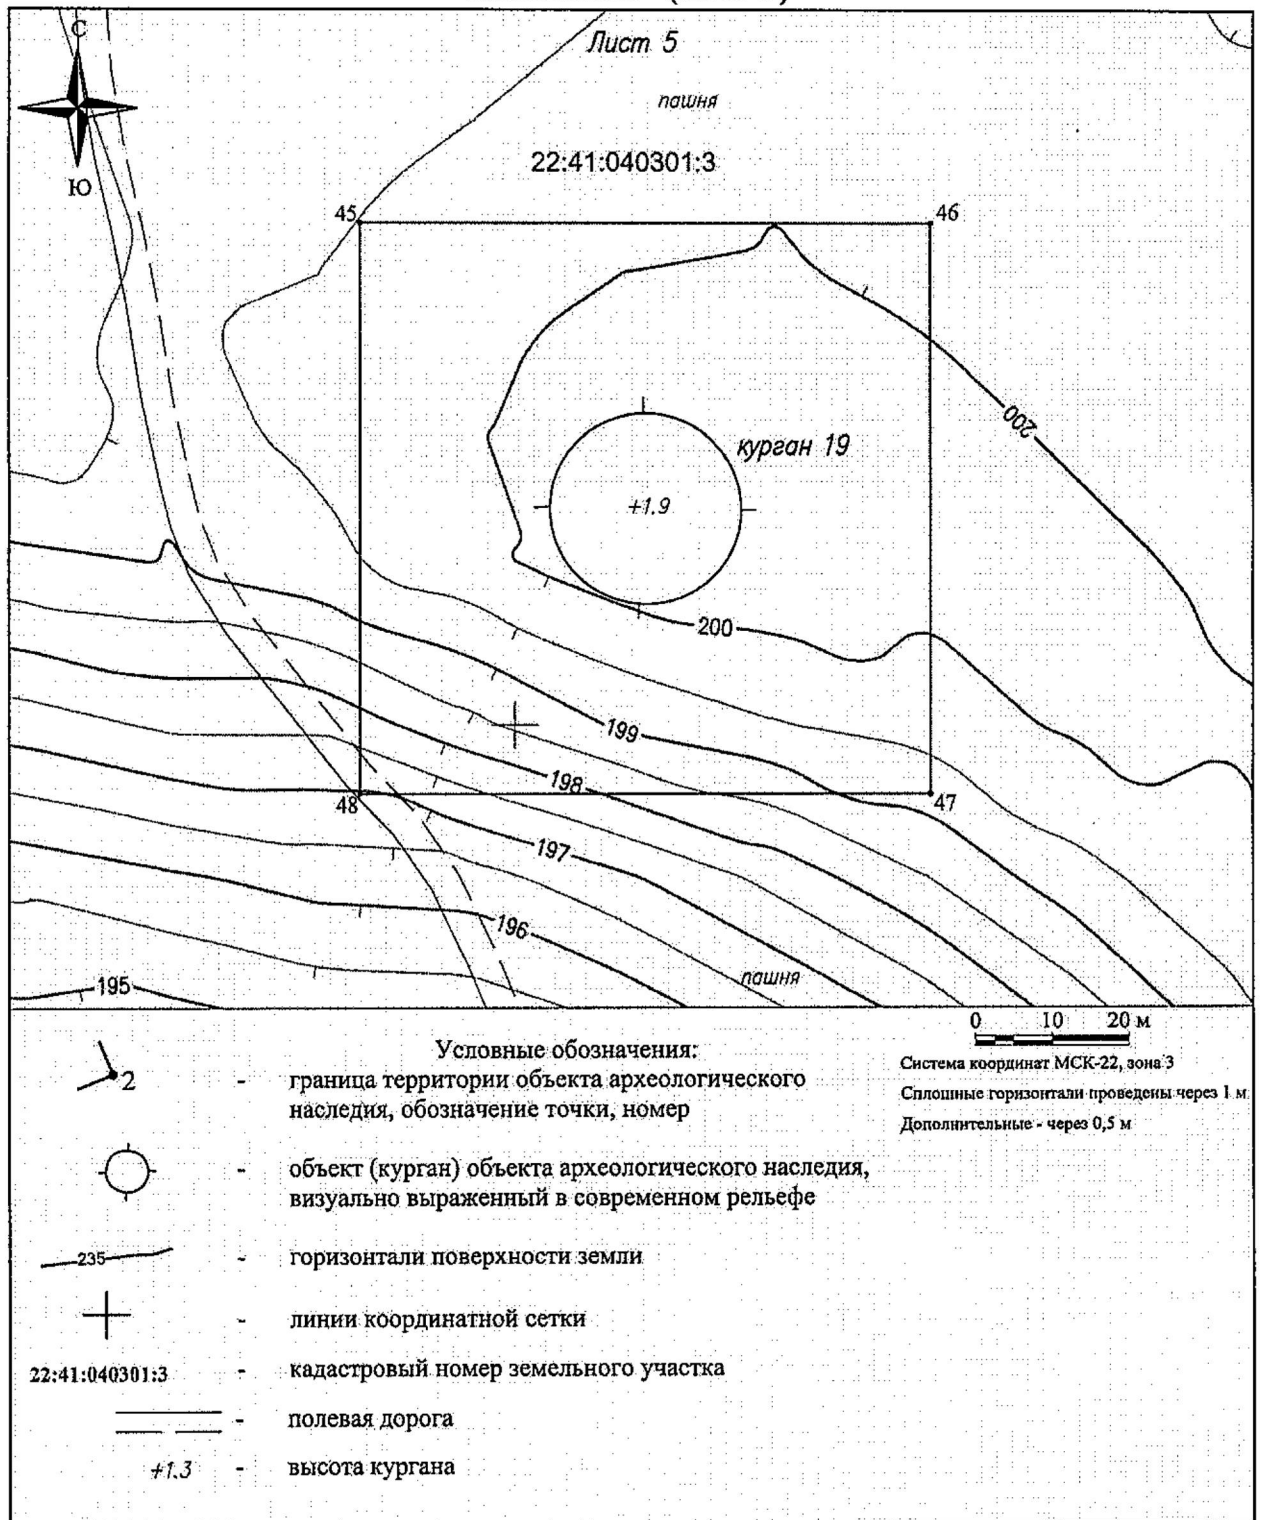 С
Ю
Лист 5
пашня
22:41:040301:3
45
46
курган 19
+1.9
200
200
199
198
48
47
197
196
пашня
195
0 10 20 м
Условные обозначения:
Система координат МСК-22, зона 3
Сплошные горизонтали проведены через 1 м
Дополнительные - через 0,5 м
2 - граница территории объекта археологического
наследия, обозначение точки, номер
- объект (курган) объекта археологического наследия,
визуально выраженный в современном рельефе
235 - горизонтали поверхности земли
- линии координатной сетки
22:41:040301:3 - кадастровый номер земельного участка
- полевая дорога
+1.3 - высота кургана